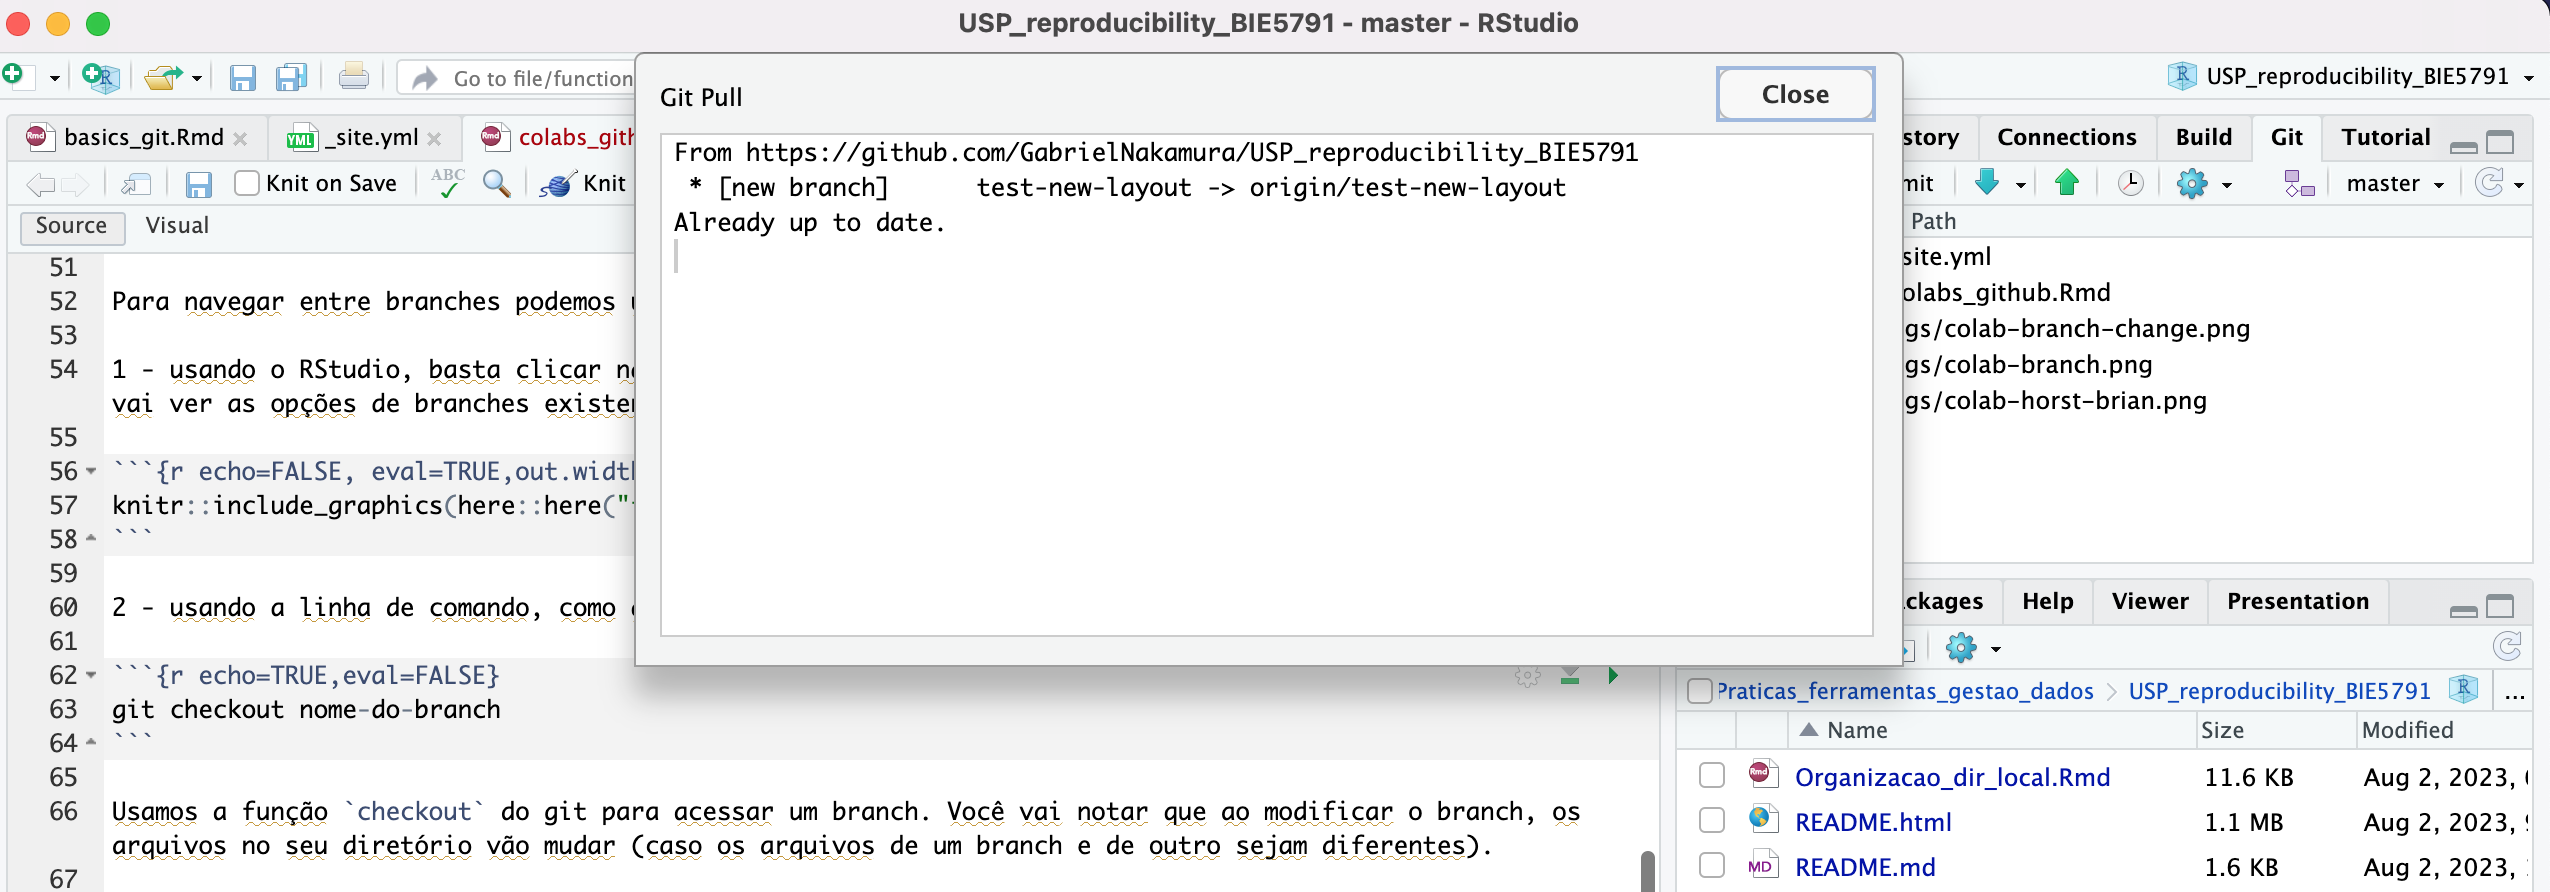 USP_reproducibility_BIE5791 - master - RStudio
Go to file/function
USP_reproducibility_BIE5791
Git Pull
Close
From https://github.com/GabrielNakamura/USP_reproducibility_BIE5791
* [new branch]      test-new-layout -> origin/test-new-layout
Already up to date.
basics_git.Rmd
_site.yml
colabs_gith
Knit on Save
ABC
Knit
Source
Visual
51
52 Para navegar entre branches podemos
53
54 1 - usando o RStudio, basta clicar
vai ver as opções de branches
55
56 ```{r echo=FALSE, eval=TRUE,out.widt
57 knitr::include_graphics(here::here("
58 ```
59
60 2 - usando a linha de comando, como
61
62 ```{r echo=TRUE,eval=FALSE}
63 git checkout nome-do-branch
64 ```
65
66 Usamos a função `checkout` do git para acessar um branch. Você vai notar que ao modificar o branch, os
arquivos no seu diretório vão mudar (caso os arquivos de um branch e de outro sejam diferentes).
67
story
Connections
Build
Git
Tutorial
mit
master
Path
site.yml
olabs_github.Rmd
gs/colab-branch-change.png
gs/colab-branch.png
gs/colab-horst-brian.png
ckages
Help
Viewer
Presentation
Praticas_ferramentas_gestao_dados
USP_reproducibility_BIE5791
...
Name
Size
Modified
Rmd
Organizacao_dir_local.Rmd
11.6 KB
Aug 2, 2023,
README.html
1.1 MB
Aug 2, 2023,
MD
README.md
1.6 KB
Aug 2, 2023,